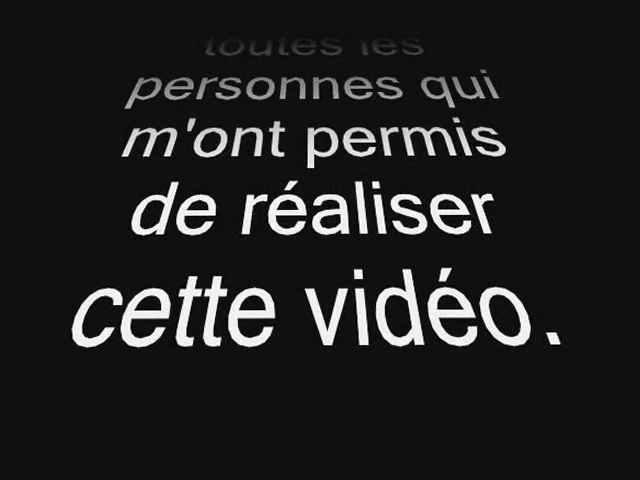 toutes les
personnes qui
m'ont permis
de réaliser
cette vidéo.